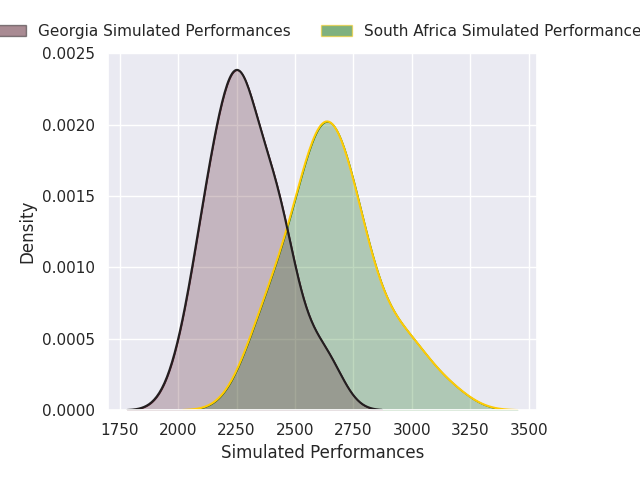 Georgia Simulated Performances South Africa Simulated Performance
0.0025
0.0020
0.0015
0.0010
0.0005
0.0000
Density
1750 2000 2250 2500 2750 3000 3250 3500
Simulated Performances